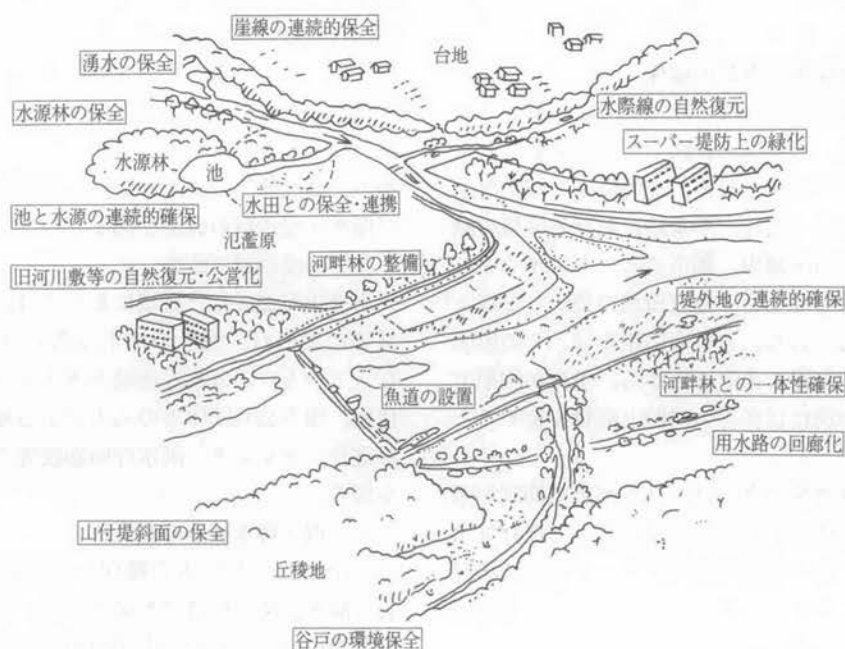 崖線の連続的保全
台地
湧水の保全
水源林の保全
水際線の自然復元
スーパー堤防上の緑化
水源林
池
水田との保全・連携
池と水源の連続的確保
氾濫原
河畔林の整備
旧河川敷等の自然復元・公営化
堤外地の連続的確保
魚道の設置
河畔林との一体性確保
用水路の回廊化
山付堤斜面の保全
丘稜地
谷戸の環境保全